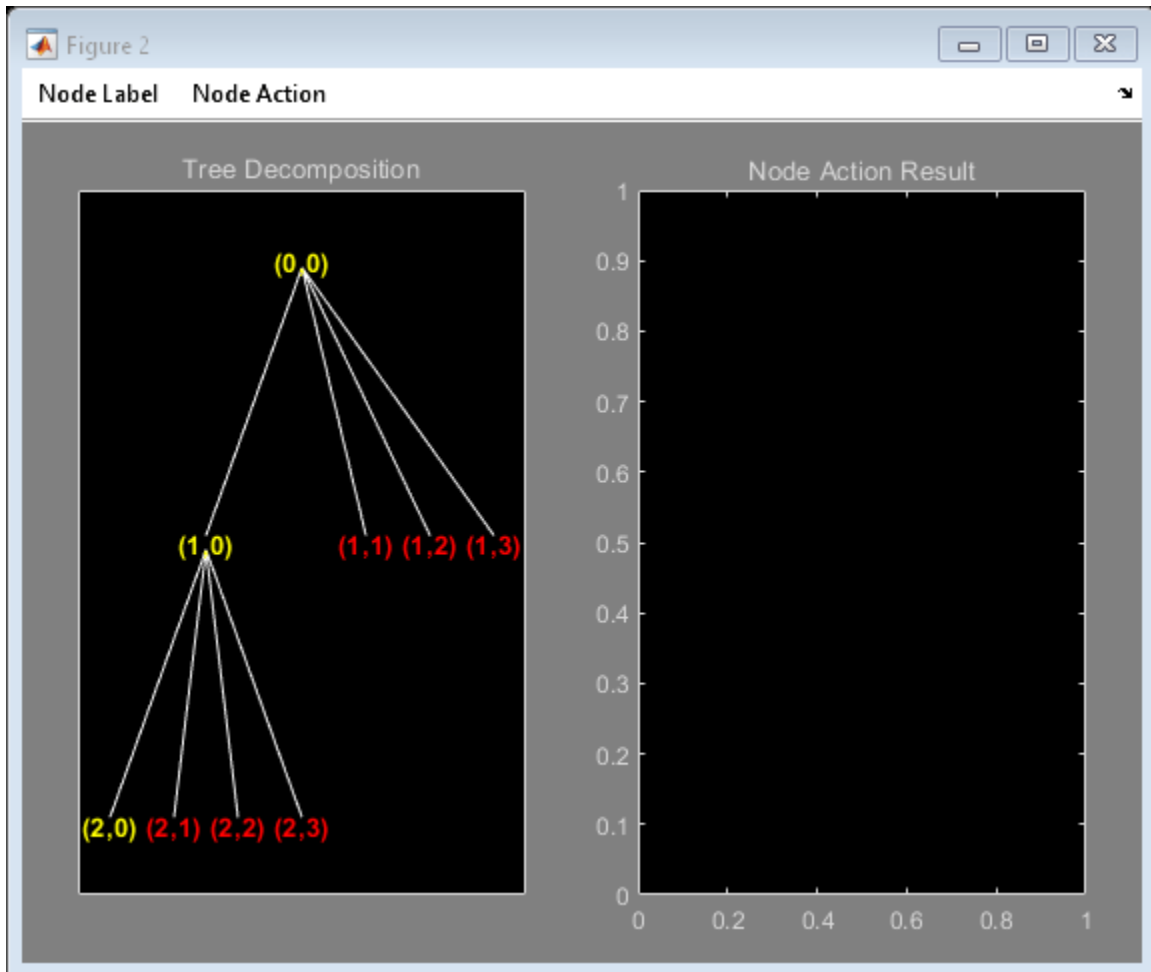 Figure 2
Node Label Node Action
Tree Decomposition
(0,0)
(1,0) (1,1) (1,2) (1,3)
(2,0) (2,1) (2,2) (2,3)
Node Action Result
1
0.9
0.8
0.7
0.6
0.5
0.4
0.3
0.2
0.1
0
0 0.2 0.4 0.6 0.8 1